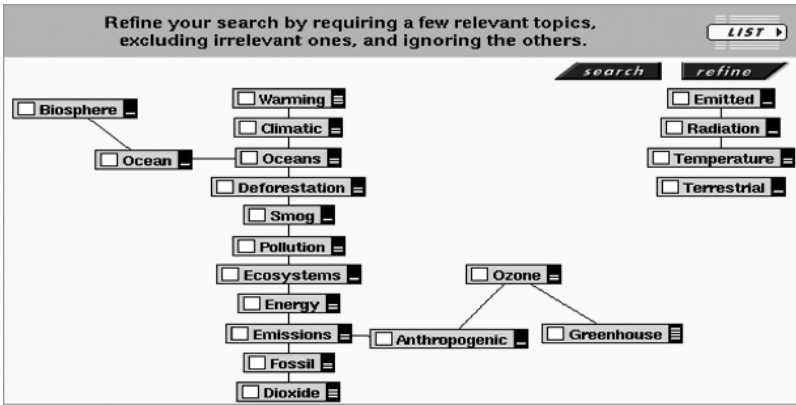 Refine your search by requiring a few relevant topics,
excluding irrelevant ones, and ignoring the others.
LIST
search
refine
Warming
Emitted
Biosphere
Climatic
Radiation
Ocean
Oceans
Temperature
Deforestation
Terrestrial
Smog
Pollution
Ecosystems
Ozone
Energy
Emissions
Anthropogenic
Greenhouse
Fossil
Dioxide